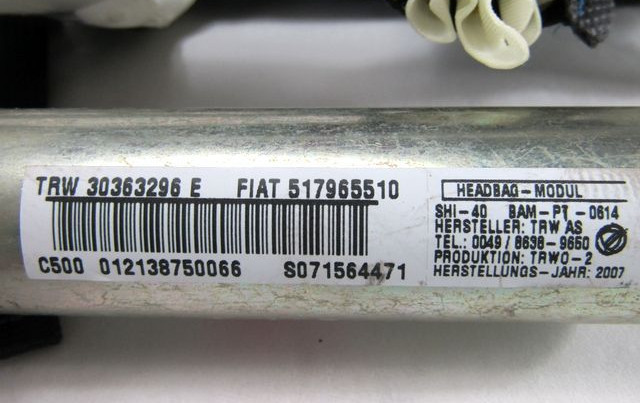 TRW 30363296 E FIAT 517965510
C500 012138750066 S071564471
HEADBAG-MODUL
SHI-40 BAM-PT-0614
HERSTELLER: TRW AS
TEL.: 0049/8638-9650
PRODUKTION: TRWO-2
HERSTELLUNGS-JAHR: 2007